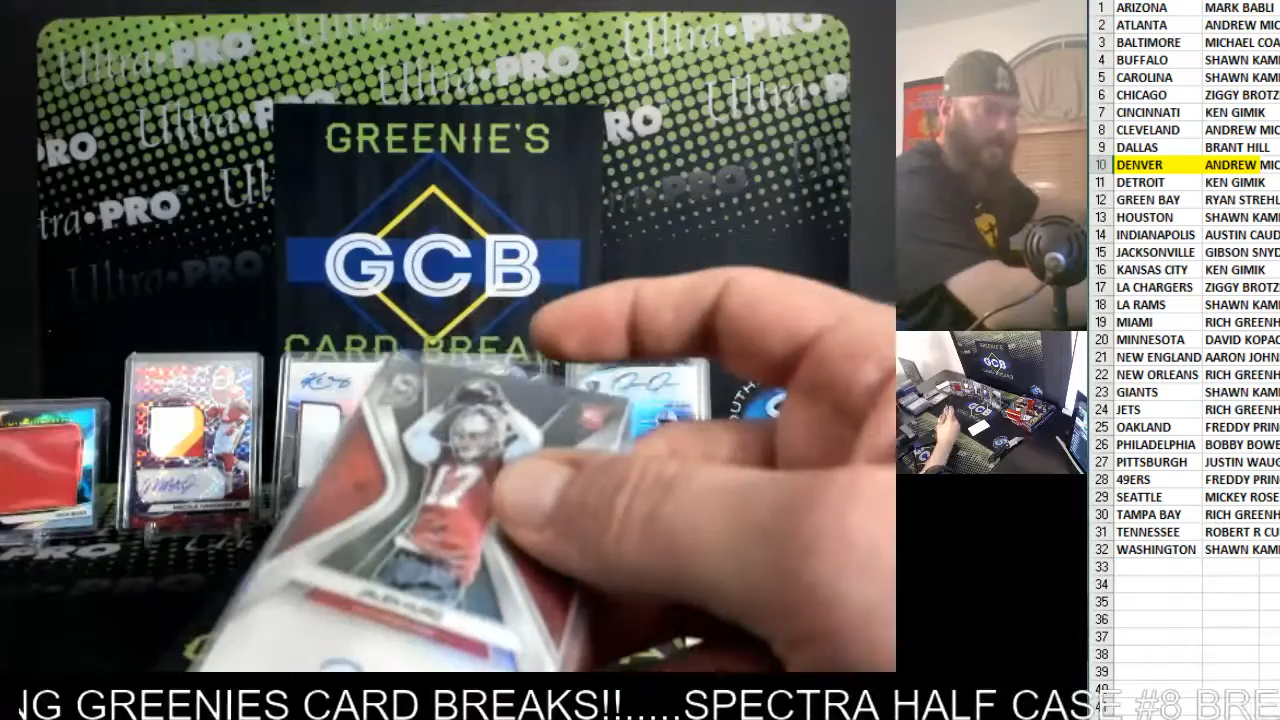 Ultra•PRO
GREENIE'S
GCB
CARD BREA
17
PRO
1 ARIZONA MARK BABLI
2 ATLANTA ANDREW MIC
3 BALTIMORE MICHAEL COA
4 BUFFALO SHAWN KAM
5 CAROLINA SHAWN KAM
6 CHICAGO ZIGGY BROTZ
7 CINCINNATI KEN GIMIK
8 CLEVELAND ANDREW MIC
9 DALLAS BRANT HILL
10 DENVER ANDREW MIC
11 DETROIT KEN GIMIK
12 GREEN BAY RYAN STREHL
13 HOUSTON SHAWN KAM
14 INDIANAPOLIS AUSTIN CAUD
15 JACKSONVILLE GIBSON SNYD
16 KANSAS CITY KEN GIMIK
17 LA CHARGERS ZIGGY BROTZ
18 LA RAMS SHAWN KAM
19 MIAMI RICH GREENH
20 MINNESOTA DAVID KOPAC
21 NEW ENGLAND AARON JOHN
22 NEW ORLEANS RICH GREENH
23 GIANTS SHAWN KAM
24 JETS RICH GREENH
25 OAKLAND FREDDY PRIN
26 PHILADELPHIA BOBBY BOWE
27 PITTSBURGH JUSTIN WAUG
28 49ERS FREDDY PRIN
29 SEATTLE MICKEY ROSE
30 TAMPA BAY RICH GREENH
31 TENNESSEE ROBERT R CU
32 WASHINGTON SHAWN KAM
33
34
35
36
37
38
39
40
NG GREENIES CARD BREAKS!!.....SPECTRA HALF CASE #8 BRE